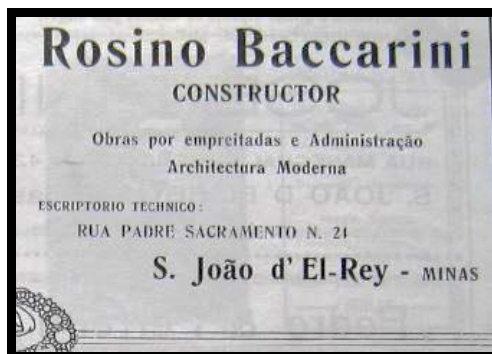 Rosino Baccarini
CONSTRUCTOR
Obras por empreitadas e Administração
Architectura Moderna
ESCRIPTORIO TECHNICO:
RUA PADRE SACRAMENTO N. 21
S. João d' El-Rey - MINAS